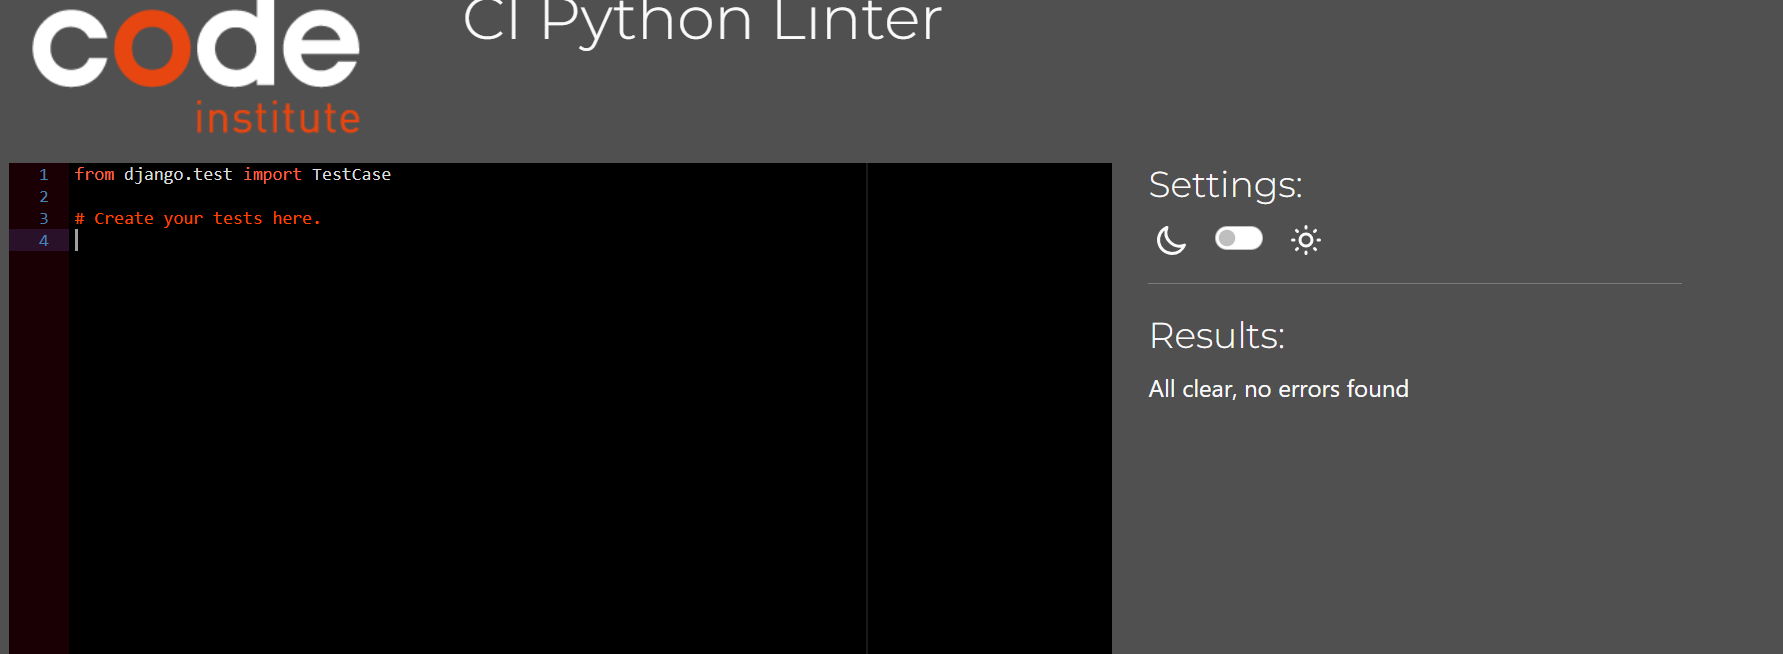 code
institute
CI Python Linter
1 from django.test import TestCase
2
3 # Create your tests here.
4
Settings:
Results:
All clear, no errors found